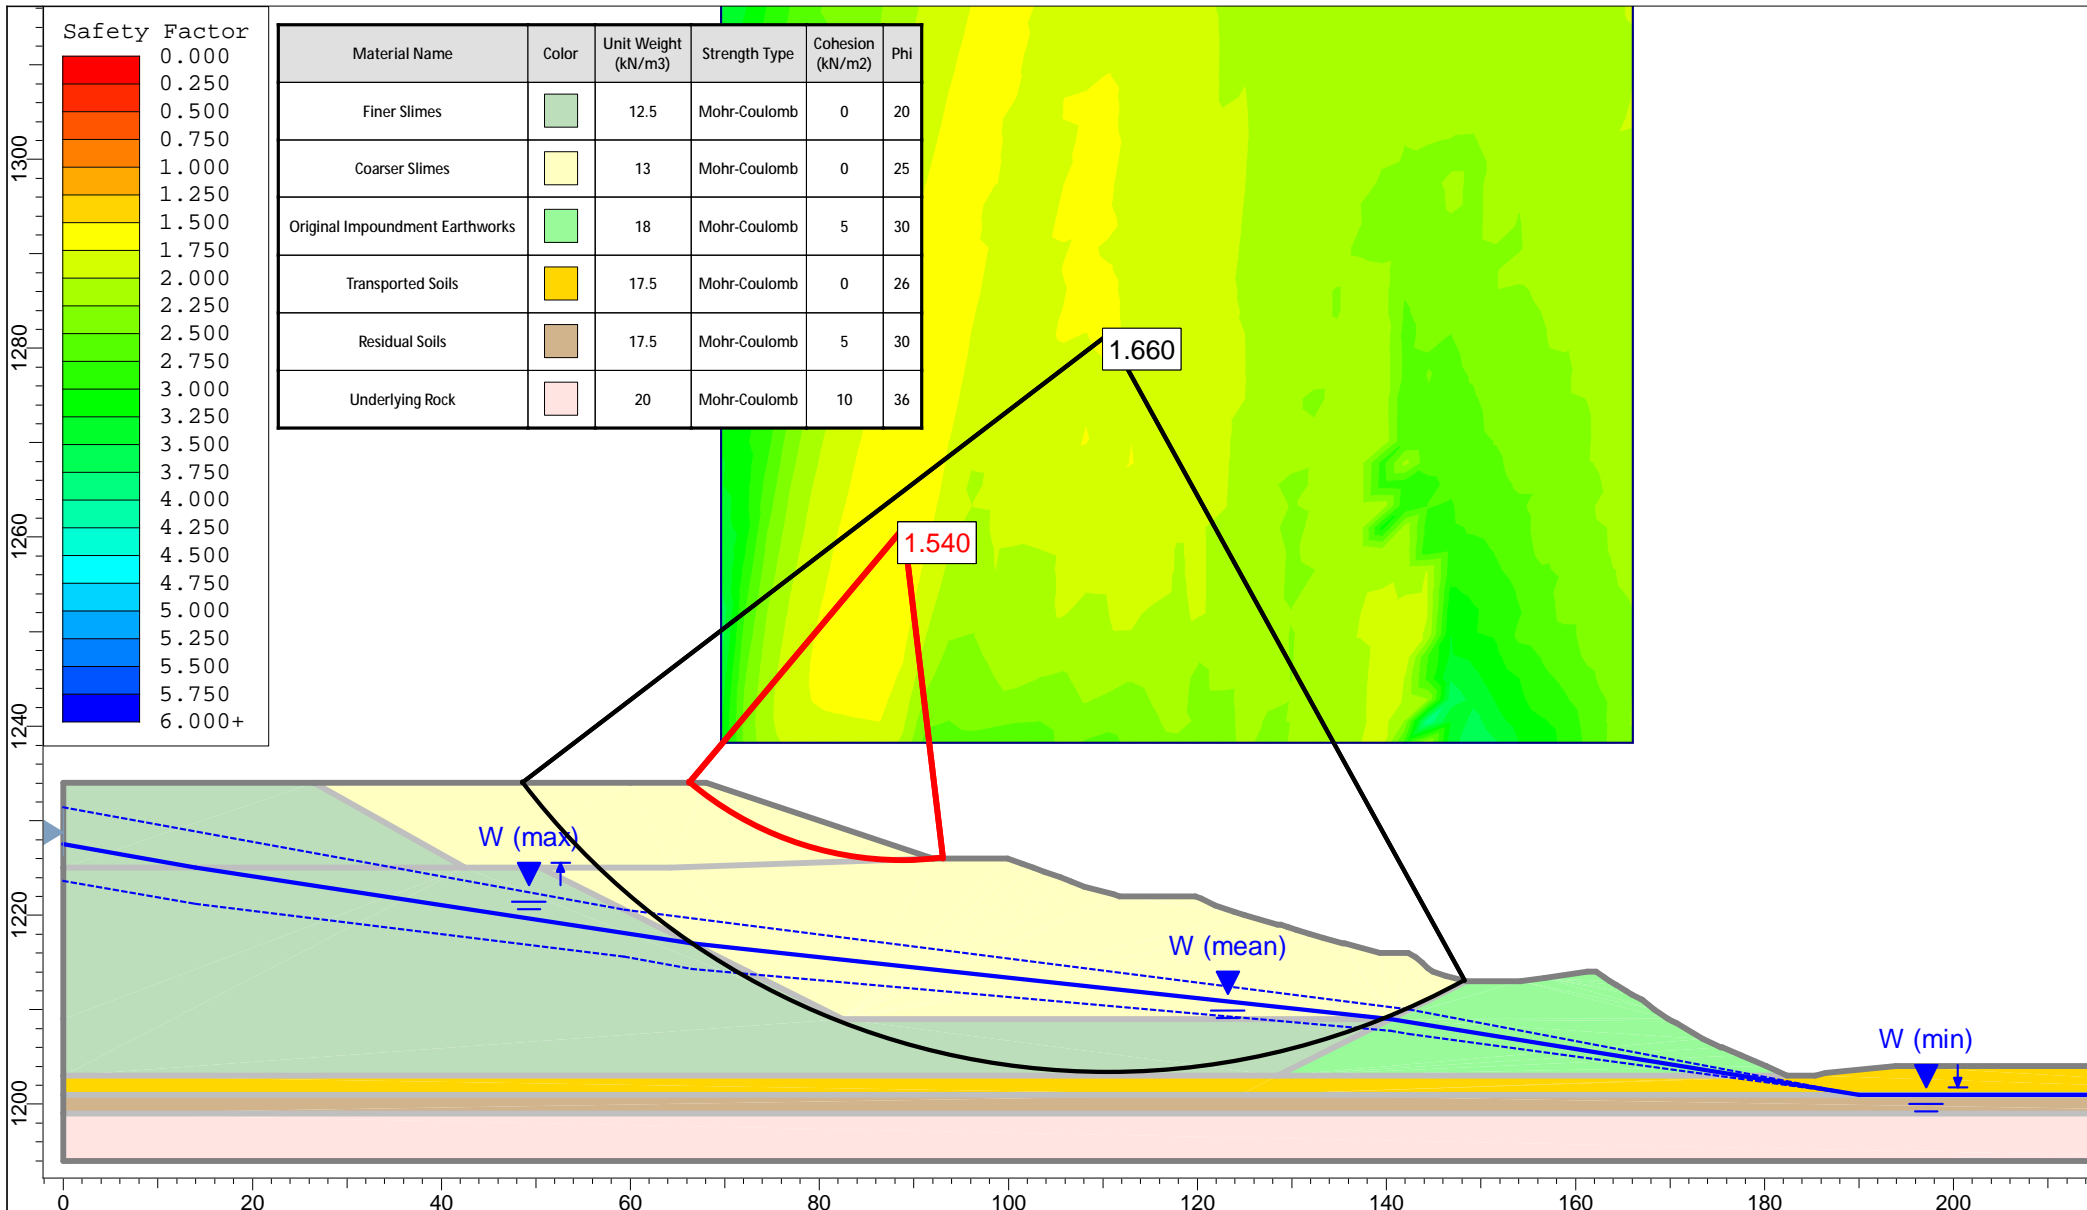 Safety Factor
0.000
0.250
0.500
0.750
1.000
1.250
1.500
1.750
2.000
2.250
2.500
2.750
3.000
3.250
3.500
3.750
4.000
4.250
4.500
4.750
5.000
5.250
5.500
5.750
6.000+
Material Name Color Unit Weight (kN/m3) Strength Type Cohesion (kN/m2) Phi
Finer Slimes 12.5 Mohr-Coulomb 0 20
Coarser Slimes 13 Mohr-Coulomb 0 25
Original Impoundment Earthworks 18 Mohr-Coulomb 5 30
Transported Soils 17.5 Mohr-Coulomb 0 26
Residual Soils 17.5 Mohr-Coulomb 5 30
Underlying Rock 20 Mohr-Coulomb 10 36
1.660
1.540
W (max)
W (mean)
W (min)
1300
1280
1260
1240
1220
1200
0 20 40 60 80 100 120 140 160 180 200